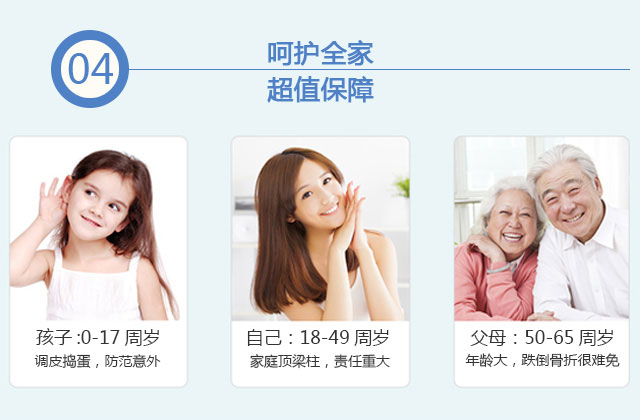 04
呵护全家
超值保障
孩子:0-17 周岁
调皮捣蛋，防范意外
自己：18-49 周岁
家庭顶梁柱，责任重大
父母：50-65 周岁
年龄大，跌倒骨折很难免